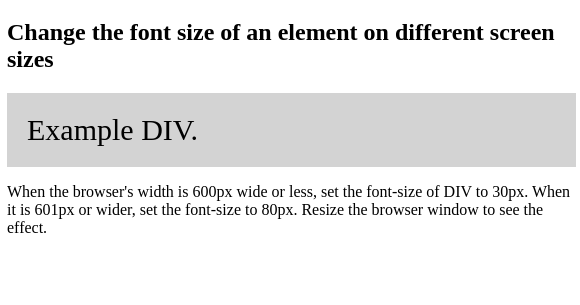 Change the font size of an element on different screen
sizes
Example DIV.
When the browser's width is 600px wide or less, set the font-size of DIV to 30px. When
it is 601px or wider, set the font-size to 80px. Resize the browser window to see the
effect.